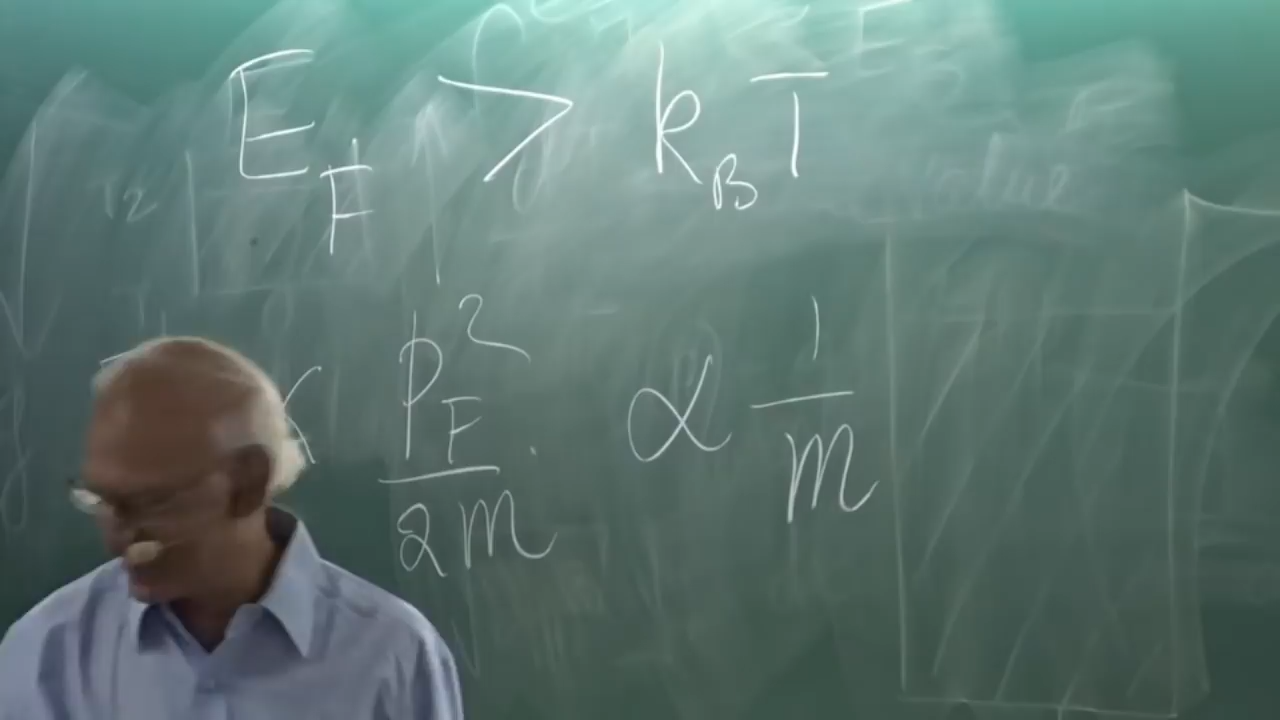 E_F > k_B T
∝ p_F^2 / 2m . ∝ 1/m